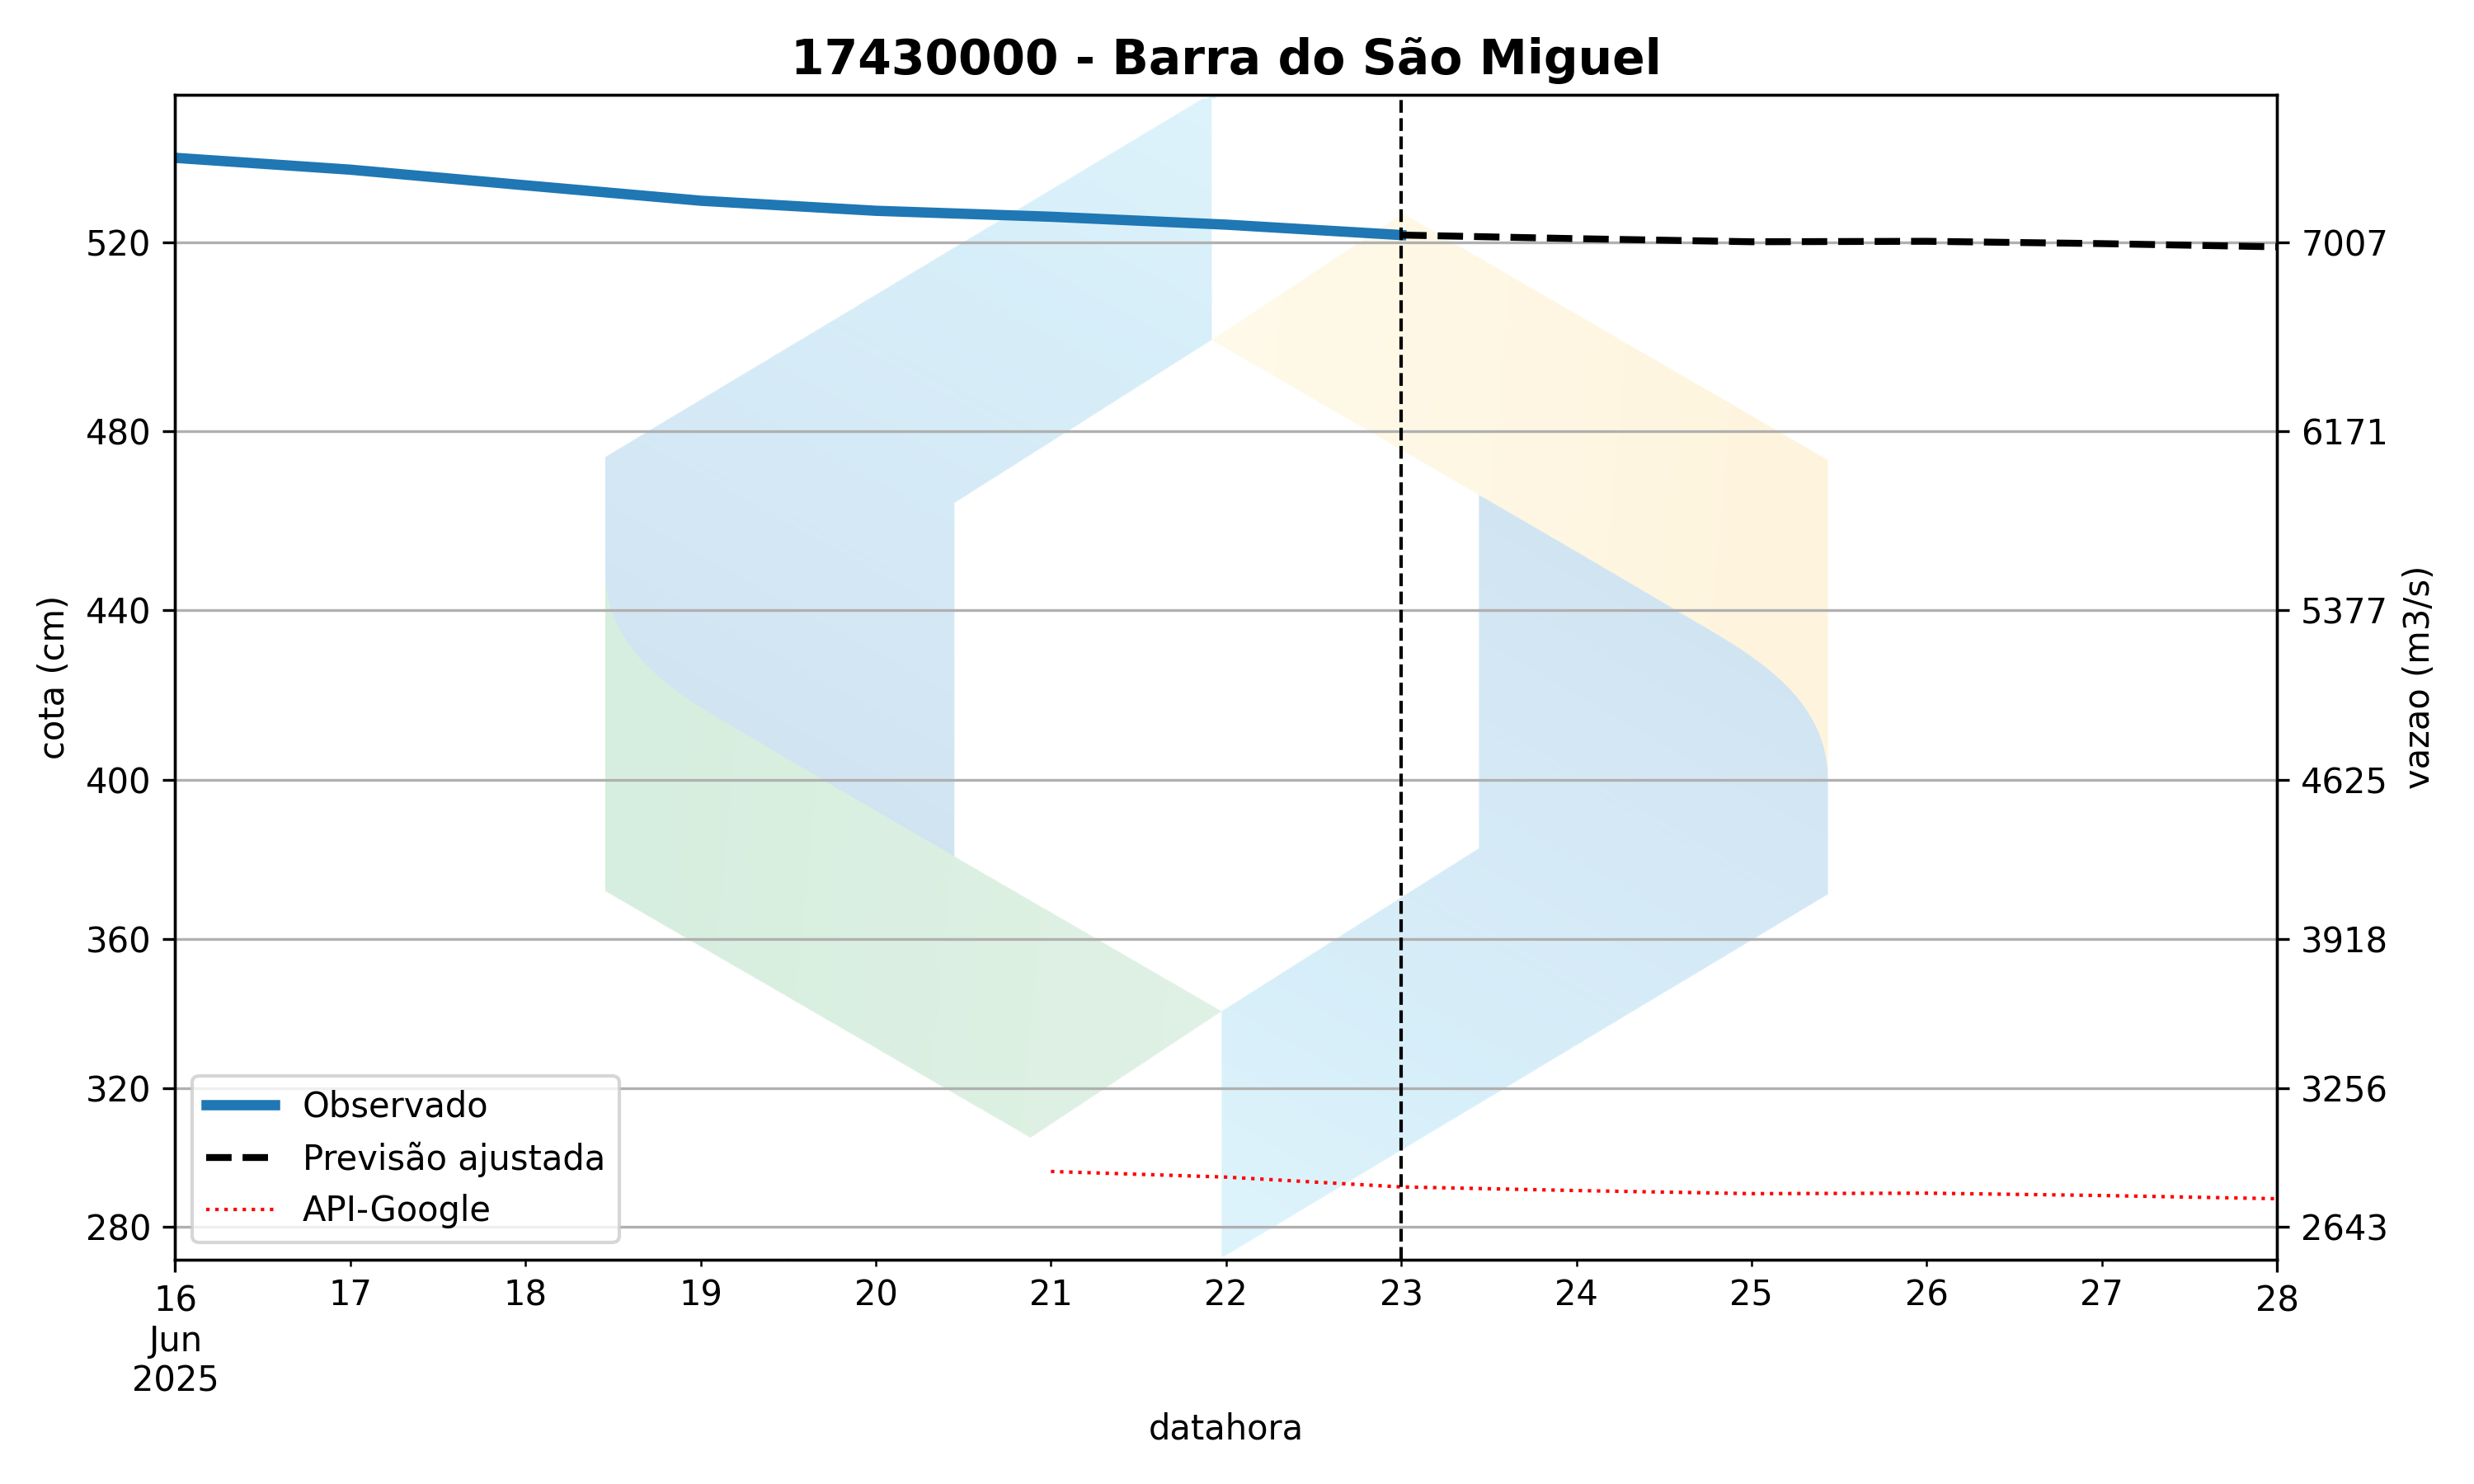 17430000 - Barra do São Miguel
520
480
440
400
360
320
280
cota (cm)
7007
6171
5377
4625
3918
3256
2643
vazao (m3/s)
Observado
Previsão ajustada
API-Google
16 17 18 19 20 21 22 23 24 25 26 27 28
Jun
2025
datahora